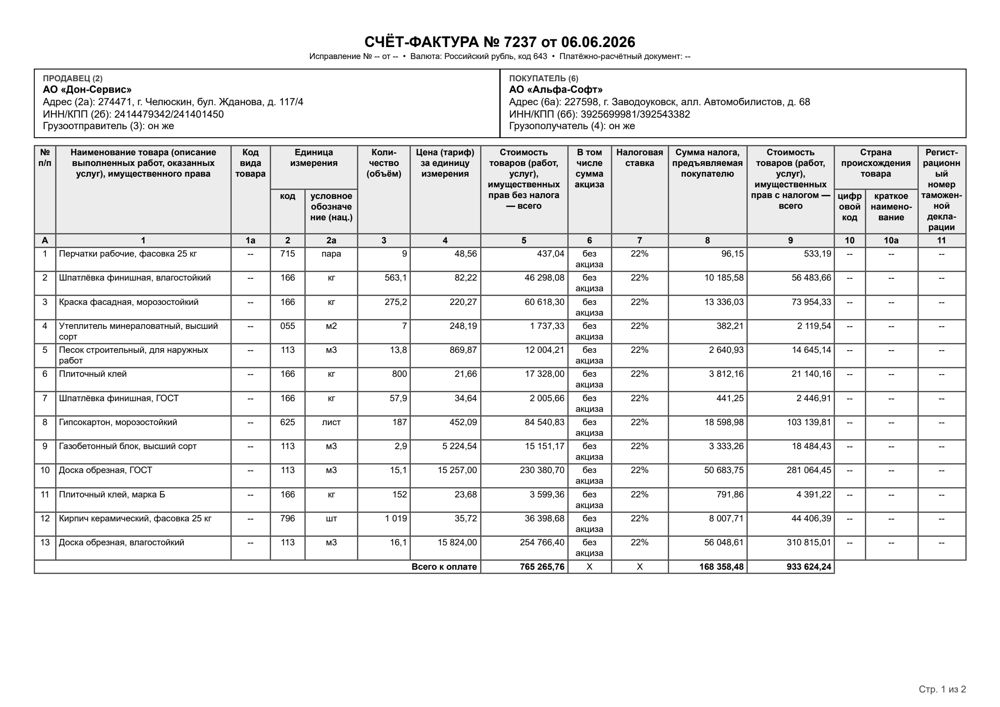 СЧЁТ-ФАКТУРА № 7237 от 06.06.2026
Исправление № -- от -- • Валюта: Российский рубль, код 643 • Платёжно-расчётный документ: --
ПРОДАВЕЦ (2)
АО «Дон-Сервис»
Адрес (2а): 274471, г. Челюскин, бул. Жданова, д. 117/4
ИНН/КПП (2б): 2414479342/241401450
Грузоотправитель (3): он же
ПОКУПАТЕЛЬ (6)
АО «Альфа-Софт»
Адрес (6а): 227598, г. Заводоуковск, алл. Автомобилистов, д. 68
ИНН/КПП (6б): 3925699981/392543382
Грузополучатель (4): он же
№ п/п | Наименование товара (описание выполненных работ, оказанных услуг), имущественного права | Код вида товара | Единица измерения | Коли-чество (объём) | Цена (тариф) за единицу измерения | Стоимость товаров (работ, услуг), имущественных прав без налога — всего | В том числе сумма акциза | Налоговая ставка | Сумма налога, предъявляемая покупателю | Стоимость товаров (работ, услуг), имущественных прав с налогом — всего | Страна происхождения товара | Регист-рационный номер таможен-ной декла-рации
код | условное обозначение (нац.) | цифровой код | краткое наимено-вание
А | 1 | 1а | 2 | 2а | 3 | 4 | 5 | 6 | 7 | 8 | 9 | 10 | 10а | 11
1 | Перчатки рабочие, фасовка 25 кг | -- | 715 | пара | 9 | 48,56 | 437,04 | без акциза | 22% | 96,15 | 533,19 | -- | -- | --
2 | Шпатлёвка финишная, влагостойкий | -- | 166 | кг | 563,1 | 82,22 | 46 298,08 | без акциза | 22% | 10 185,58 | 56 483,66 | -- | -- | --
3 | Краска фасадная, морозостойкий | -- | 166 | кг | 275,2 | 220,27 | 60 618,30 | без акциза | 22% | 13 336,03 | 73 954,33 | -- | -- | --
4 | Утеплитель минераловатный, высший сорт | -- | 055 | м2 | 7 | 248,19 | 1 737,33 | без акциза | 22% | 382,21 | 2 119,54 | -- | -- | --
5 | Песок строительный, для наружных работ | -- | 113 | м3 | 13,8 | 869,87 | 12 004,21 | без акциза | 22% | 2 640,93 | 14 645,14 | -- | -- | --
6 | Плиточный клей | -- | 166 | кг | 800 | 21,66 | 17 328,00 | без акциза | 22% | 3 812,16 | 21 140,16 | -- | -- | --
7 | Шпатлёвка финишная, ГОСТ | -- | 166 | кг | 57,9 | 34,64 | 2 005,66 | без акциза | 22% | 441,25 | 2 446,91 | -- | -- | --
8 | Гипсокартон, морозостойкий | -- | 625 | лист | 187 | 452,09 | 84 540,83 | без акциза | 22% | 18 598,98 | 103 139,81 | -- | -- | --
9 | Газобетонный блок, высший сорт | -- | 113 | м3 | 2,9 | 5 224,54 | 15 151,17 | без акциза | 22% | 3 333,26 | 18 484,43 | -- | -- | --
10 | Доска обрезная, ГОСТ | -- | 113 | м3 | 15,1 | 15 257,00 | 230 380,70 | без акциза | 22% | 50 683,75 | 281 064,45 | -- | -- | --
11 | Плиточный клей, марка Б | -- | 166 | кг | 152 | 23,68 | 3 599,36 | без акциза | 22% | 791,86 | 4 391,22 | -- | -- | --
12 | Кирпич керамический, фасовка 25 кг | -- | 796 | шт | 1 019 | 35,72 | 36 398,68 | без акциза | 22% | 8 007,71 | 44 406,39 | -- | -- | --
13 | Доска обрезная, влагостойкий | -- | 113 | м3 | 16,1 | 15 824,00 | 254 766,40 | без акциза | 22% | 56 048,61 | 310 815,01 | -- | -- | --
Всего к оплате | 765 265,76 | Х | Х | 168 358,48 | 933 624,24
Стр. 1 из 2